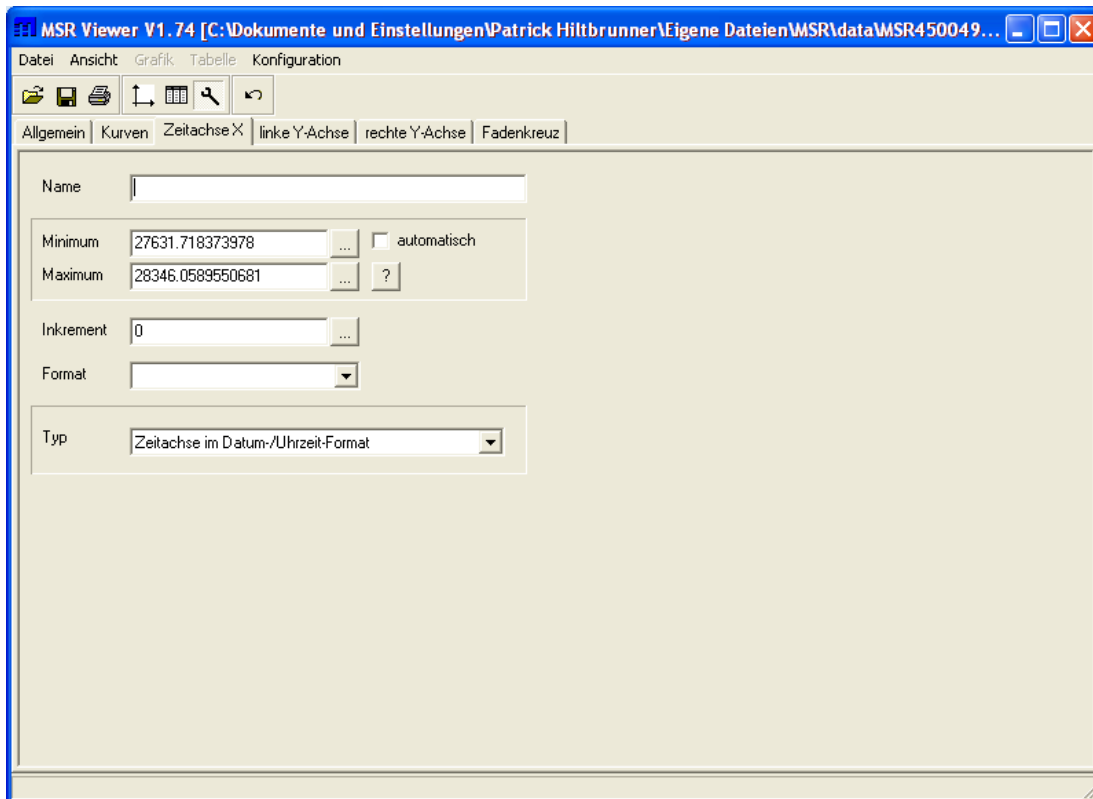 MSR Viewer V1.74 [C:\Dokumente und Einstellungen\Patrick Hiltbrunner\Eigene Dateien\MSR\data\MSR450049...
Datei Ansicht Grafik Tabelle Konfiguration
Allgemein Kurven Zeitachse X linke Y-Achse rechte Y-Achse Fadenkreuz
Name
Minimum 27631.718373978 ... automatisch
Maximum 28346.0589550681 ... ?
Inkrement 0 ...
Format
Typ Zeitachse im Datum-/Uhrzeit-Format